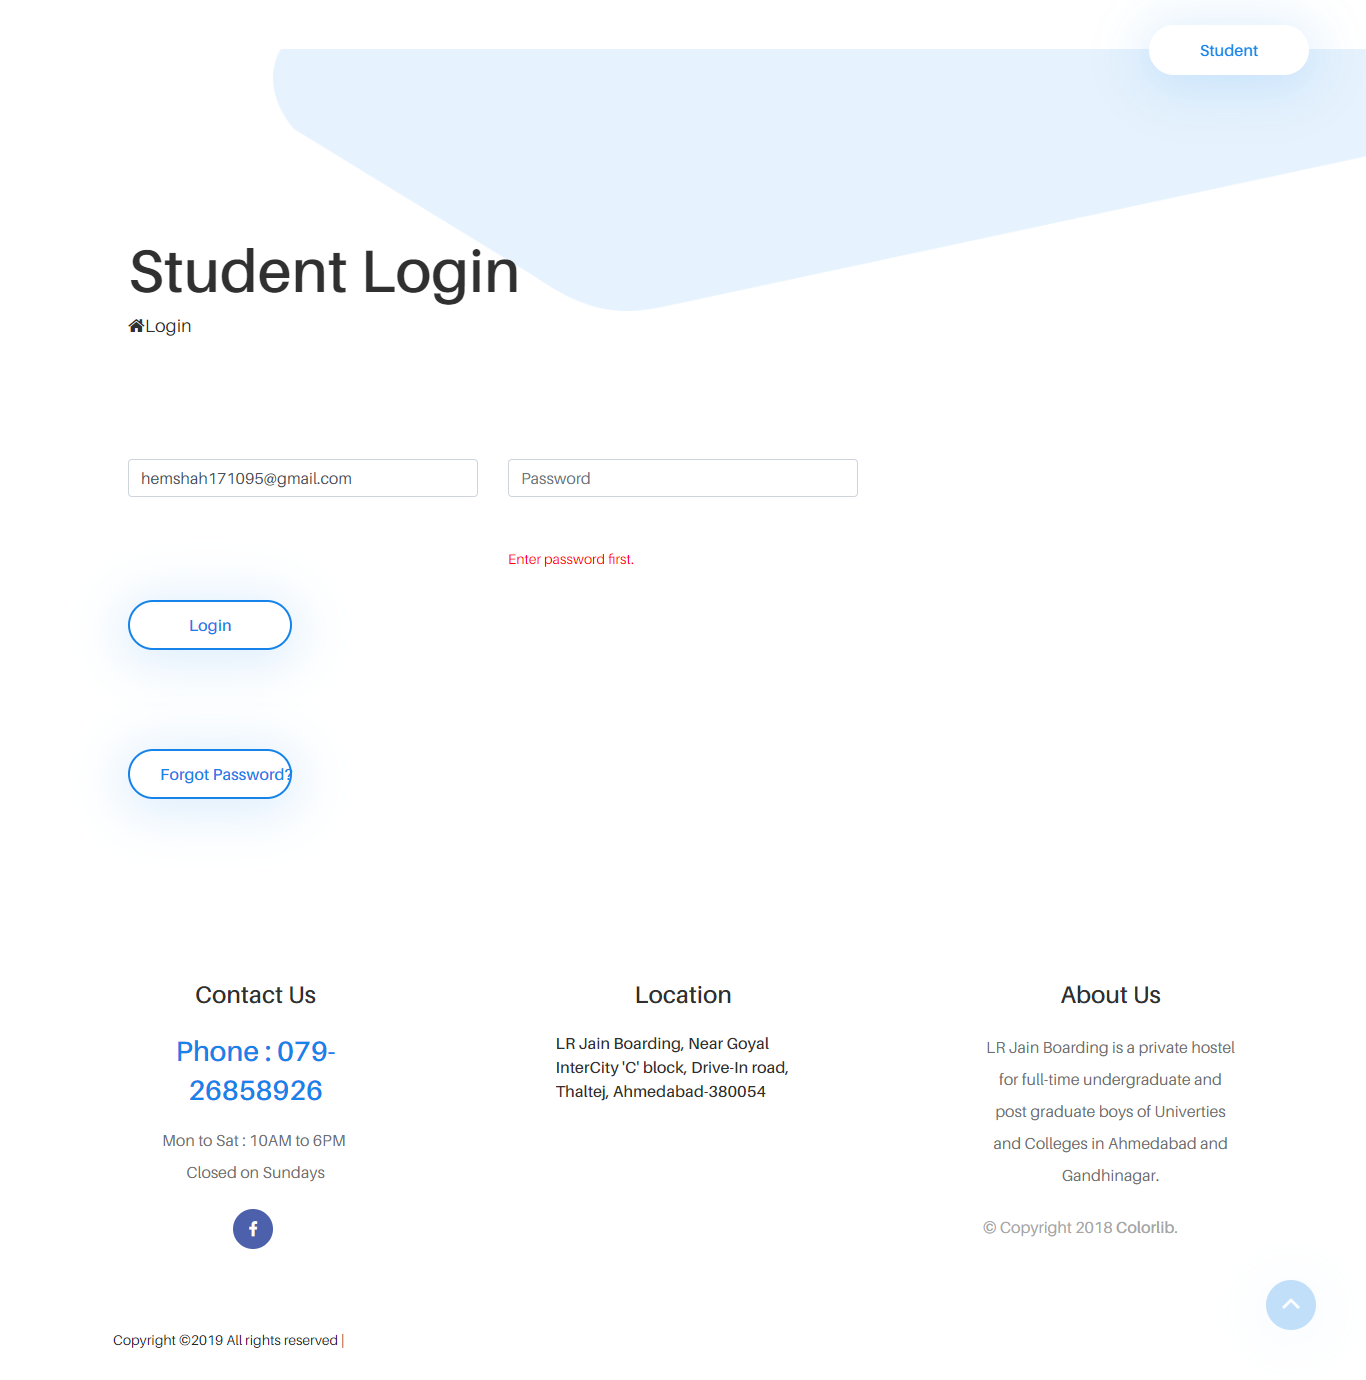 Student
Student Login
Login
hemshah171095@gmail.com
Password
Enter password first.
Login
Forgot Password?
Contact Us
Phone : 079-
26858926
Mon to Sat : 10AM to 6PM
Closed on Sundays
Location
LR Jain Boarding, Near Goyal
InterCity 'C' block, Drive-In road,
Thaltej, Ahmedabad-380054
About Us
LR Jain Boarding is a private hostel
for full-time undergraduate and
post graduate boys of Univerties
and Colleges in Ahmedabad and
Gandhinagar.
© Copyright 2018 Colorlib.
Copyright ©2019 All rights reserved |